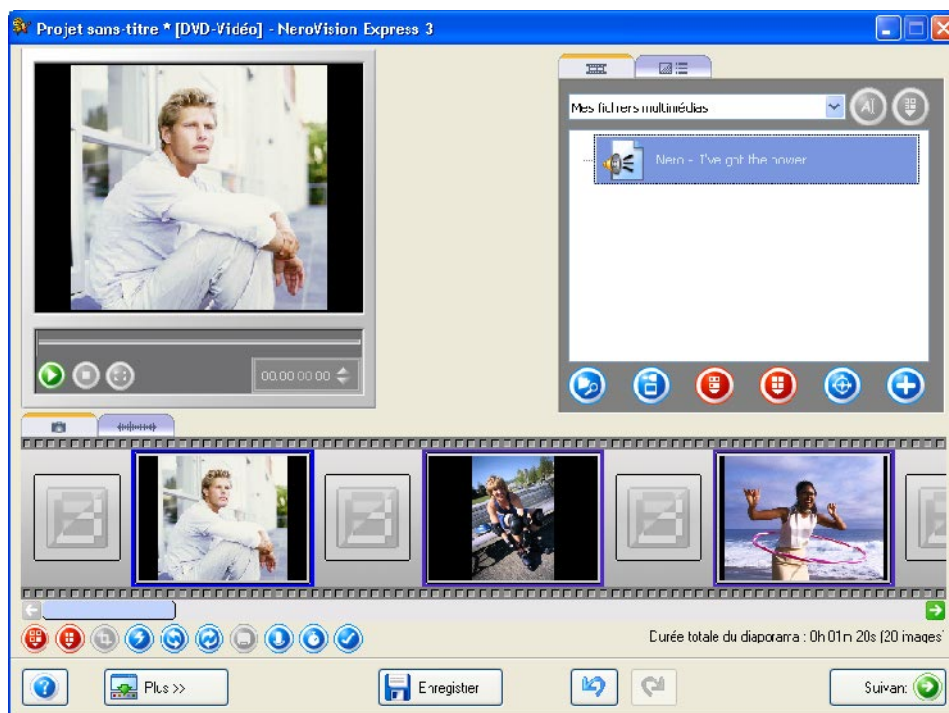 Projet sans-titre * [DVD-Vidéo] - NeroVision Express 3
Mes fichiers multimédias
Nero - I've got the power
00:00:00:00
Durée totale du diaporama : 0h 01m 20s (20 images)
Plus >>
Enregistrer
Suivant